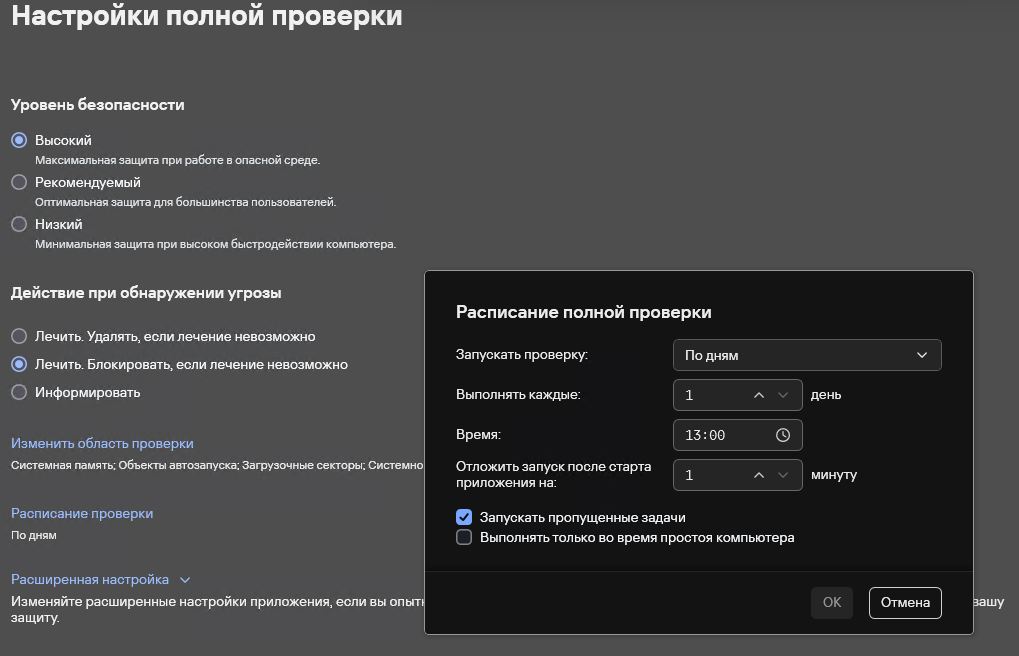 Настройки полной проверки
Уровень безопасности
Высокий
Максимальная защита при работе в опасной среде.
Рекомендуемый
Оптимальная защита для большинства пользователей.
Низкий
Минимальная защита при высоком быстродействии компьютера.
Действие при обнаружении угрозы
Лечить. Удалять, если лечение невозможно
Лечить. Блокировать, если лечение невозможно
Информировать
Изменить область проверки
Системная память; Объекты автозапуска; Загрузочные секторы; Системно
Расписание проверки
По дням
Расширенная настройка
Изменяйте расширенные настройки приложения, если вы опыт
вашу
защиту.
Расписание полной проверки
Запускать проверку:
По дням
Выполнять каждые:
1
день
Время:
13:00
Отложить запуск после старта
приложения на:
1
минуту
Запускать пропущенные задачи
Выполнять только во время простоя компьютера
ОК
Отмена